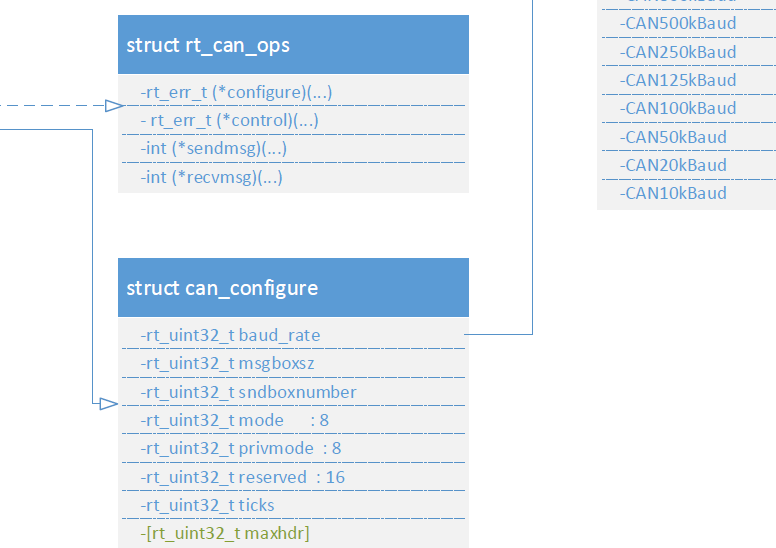 struct rt_can_ops
-rt_err_t (*configure)(...)
- rt_err_t (*control)(...)
-int (*sendmsg)(...)
-int (*recvmsg)(...)
struct can_configure
-rt_uint32_t baud_rate
-rt_uint32_t msgboxsz
-rt_uint32_t sndboxnumber
-rt_uint32_t mode : 8
-rt_uint32_t privmode : 8
-rt_uint32_t reserved : 16
-rt_uint32_t ticks
-[rt_uint32_t maxhdr]
-CAN500kBaud
-CAN250kBaud
-CAN125kBaud
-CAN100kBaud
-CAN50kBaud
-CAN20kBaud
-CAN10kBaud